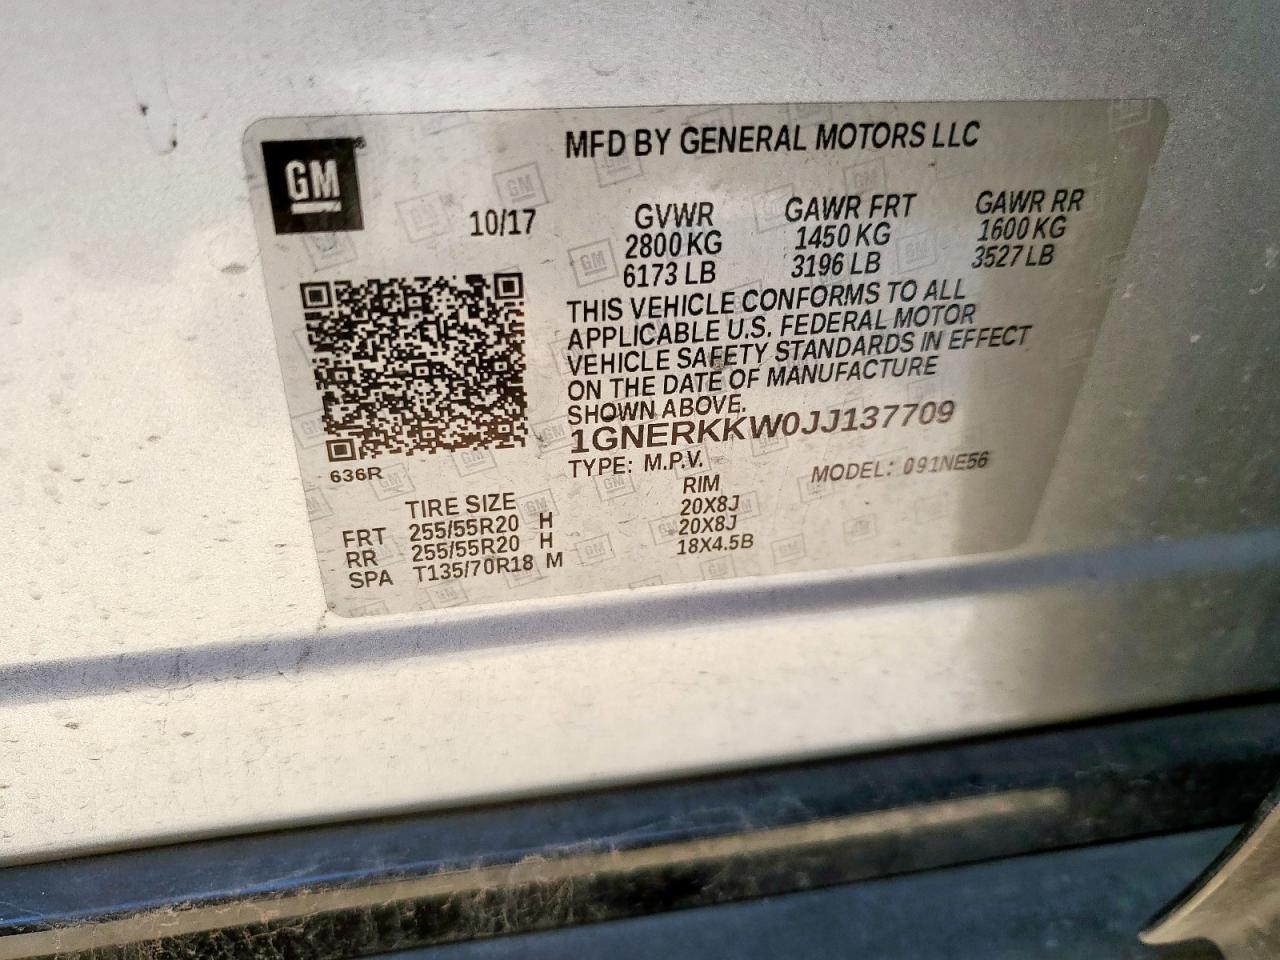 MFD BY GENERAL MOTORS LLC
GM
10/17
GVWR GAWR FRT GAWR RR
2800 KG 1450 KG 1600 KG
6173 LB 3196 LB 3527 LB
THIS VEHICLE CONFORMS TO ALL
APPLICABLE U.S. FEDERAL MOTOR
VEHICLE SAFETY STANDARDS IN EFFECT
ON THE DATE OF MANUFACTURE
SHOWN ABOVE.
1GNERKKW0JJ137709
TYPE: M.P.V. MODEL: 091NE56
636R
TIRE SIZE RIM
FRT 255/55R20 H 20X8J
RR 255/55R20 H 20X8J
SPA T135/70R18 M 18X4.5B